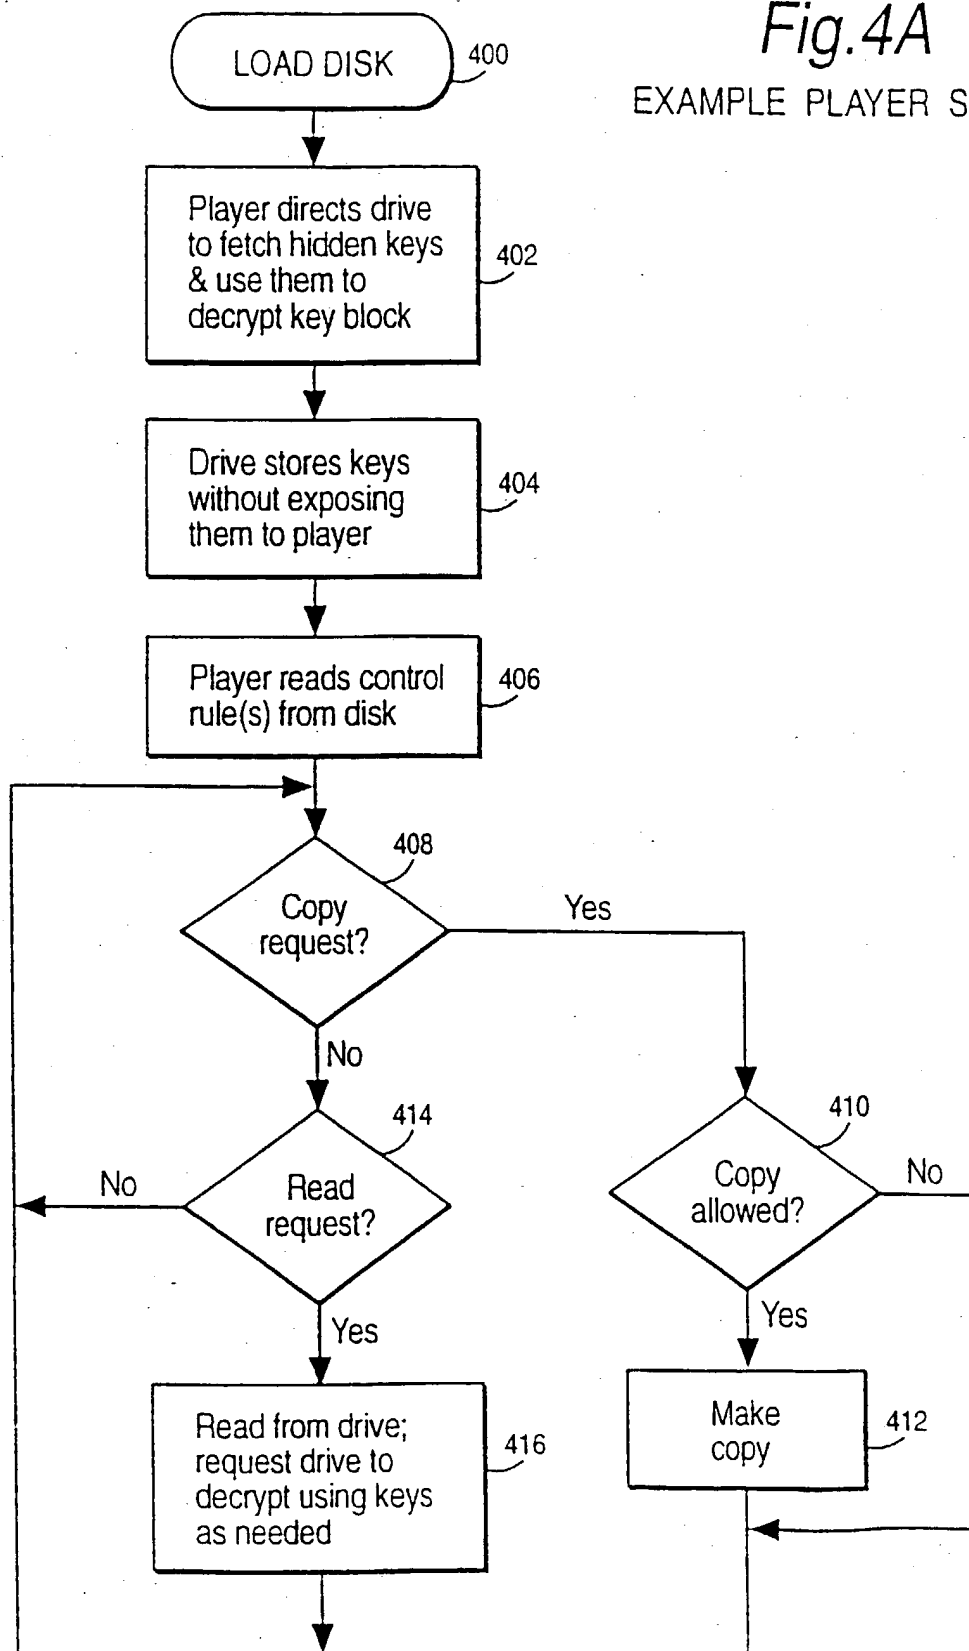 Fig.4A
EXAMPLE PLAYER S
LOAD DISK
400
Player directs drive
to fetch hidden keys
& use them to
decrypt key block
402
Drive stores keys
without exposing
them to player
404
Player reads control
rule(s) from disk
406
408
Copy
request?
Yes
No
414
Read
request?
No
410
Copy
allowed?
No
Yes
Yes
Read from drive;
request drive to
decrypt using keys
as needed
416
Make
copy
412